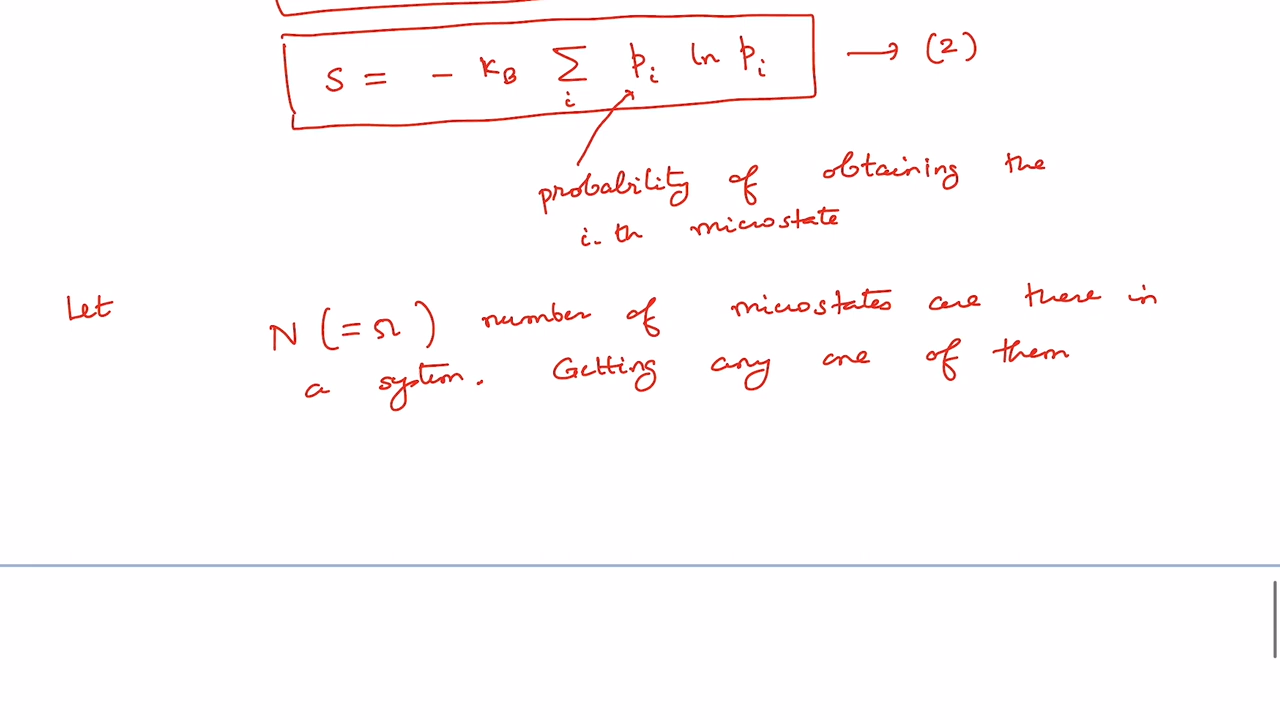 S = - k_B ∑_i p_i ln p_i → (2)
probability of obtaining the
i-th microstate
Let N (= Ω) number of microstates are there in
a system. Getting any one of them